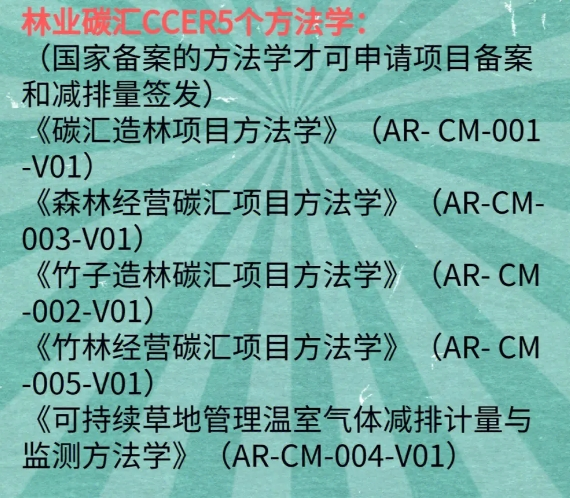 林业碳汇CCER5个方法学：
（国家备案的方法学才可申请项目备案
和减排量签发）
《碳汇造林项目方法学》（AR- CM-001
-V01）
《森林经营碳汇项目方法学》（AR-CM-
003-V01）
《竹子造林碳汇项目方法学》（AR- CM
-002-V01）
《竹林经营碳汇项目方法学》（AR- CM
-005-V01）
《可持续草地管理温室气体减排计量与
监测方法学》（AR-CM-004-V01）